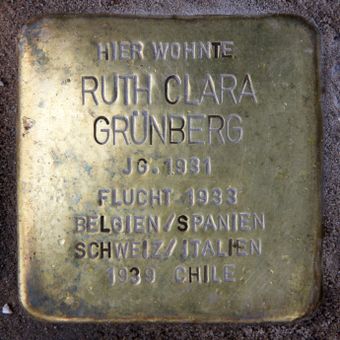 HIER WOHNTE
RUTH CLARA
GRÜNBERG
JG. 1931
FLUCHT 1933
BELGIEN/SPANIEN
SCHWEIZ/ITALIEN
1939 CHILE